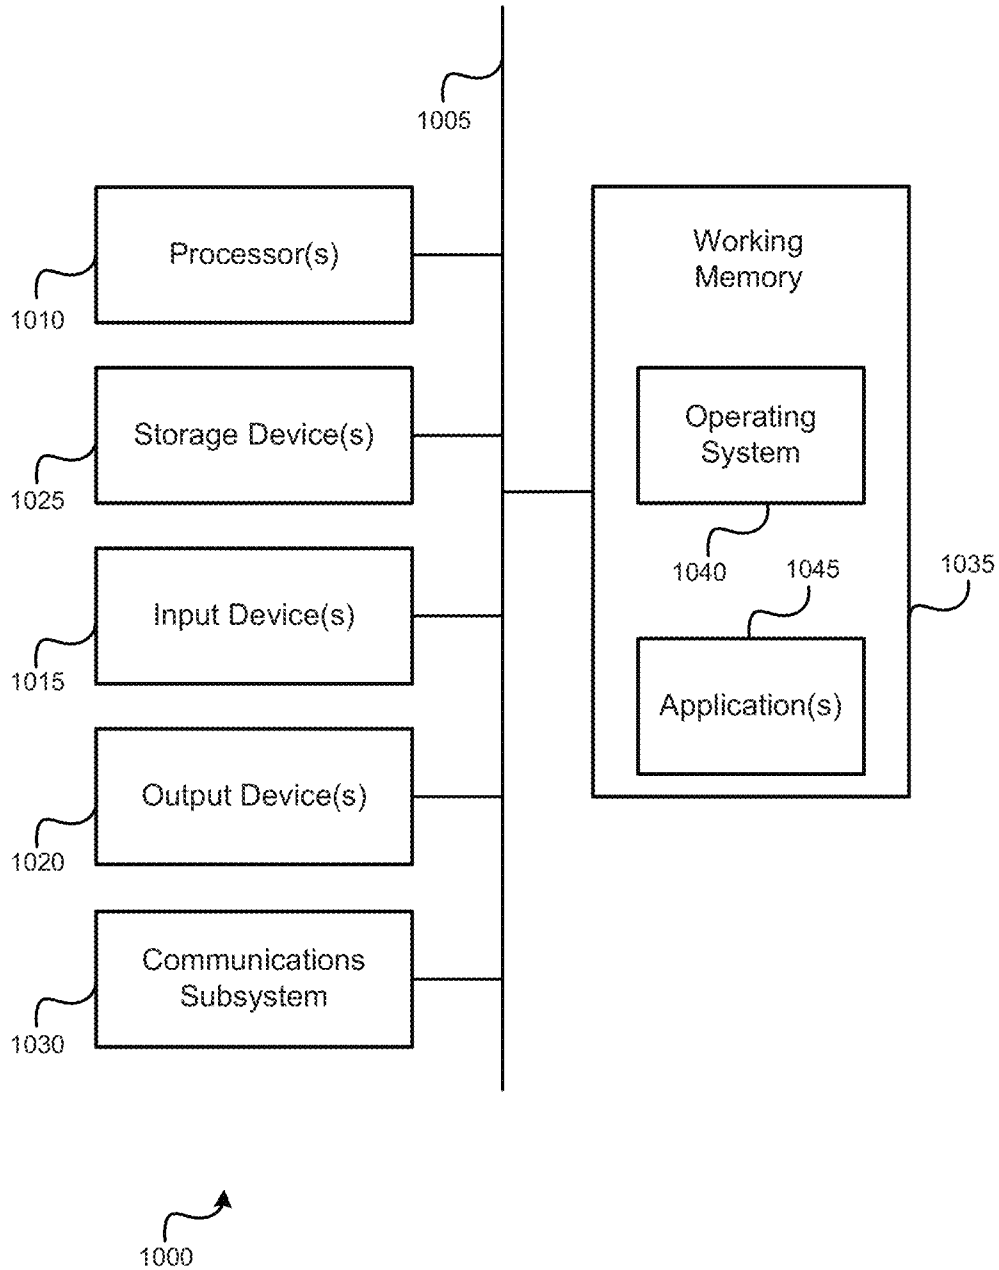 1005
Processor(s)
1010
Storage Device(s)
1025
Input Device(s)
1015
Output Device(s)
1020
Communications
Subsystem
1030
Working
Memory
Operating
System
1040
1045
1035
Application(s)
1000